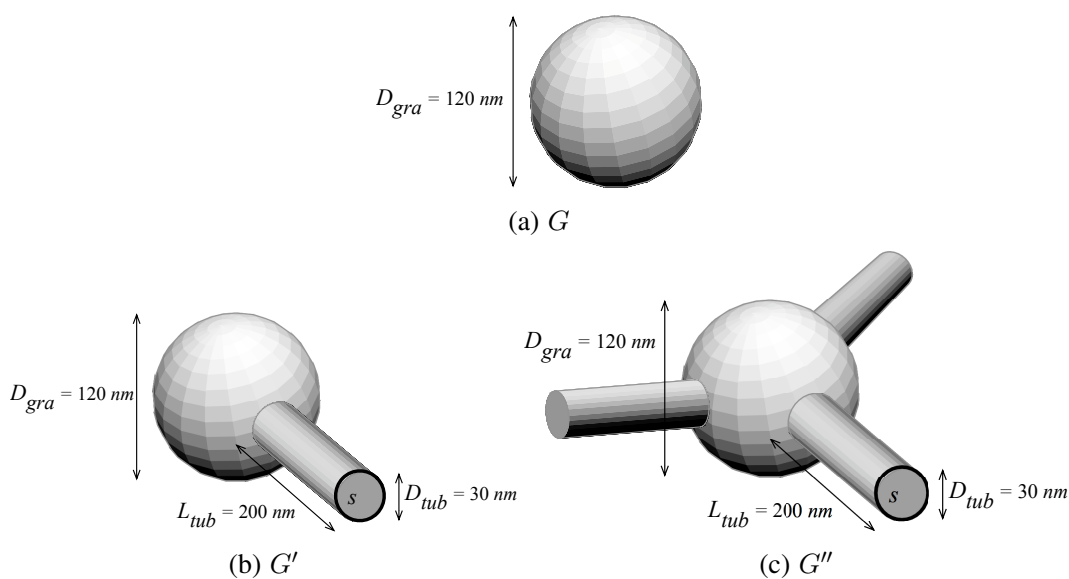 D_gra = 120 nm
(a) G
D_gra = 120 nm
s
D_tub = 30 nm
L_tub = 200 nm
(b) G′
D_gra = 120 nm
s
D_tub = 30 nm
L_tub = 200 nm
(c) G″